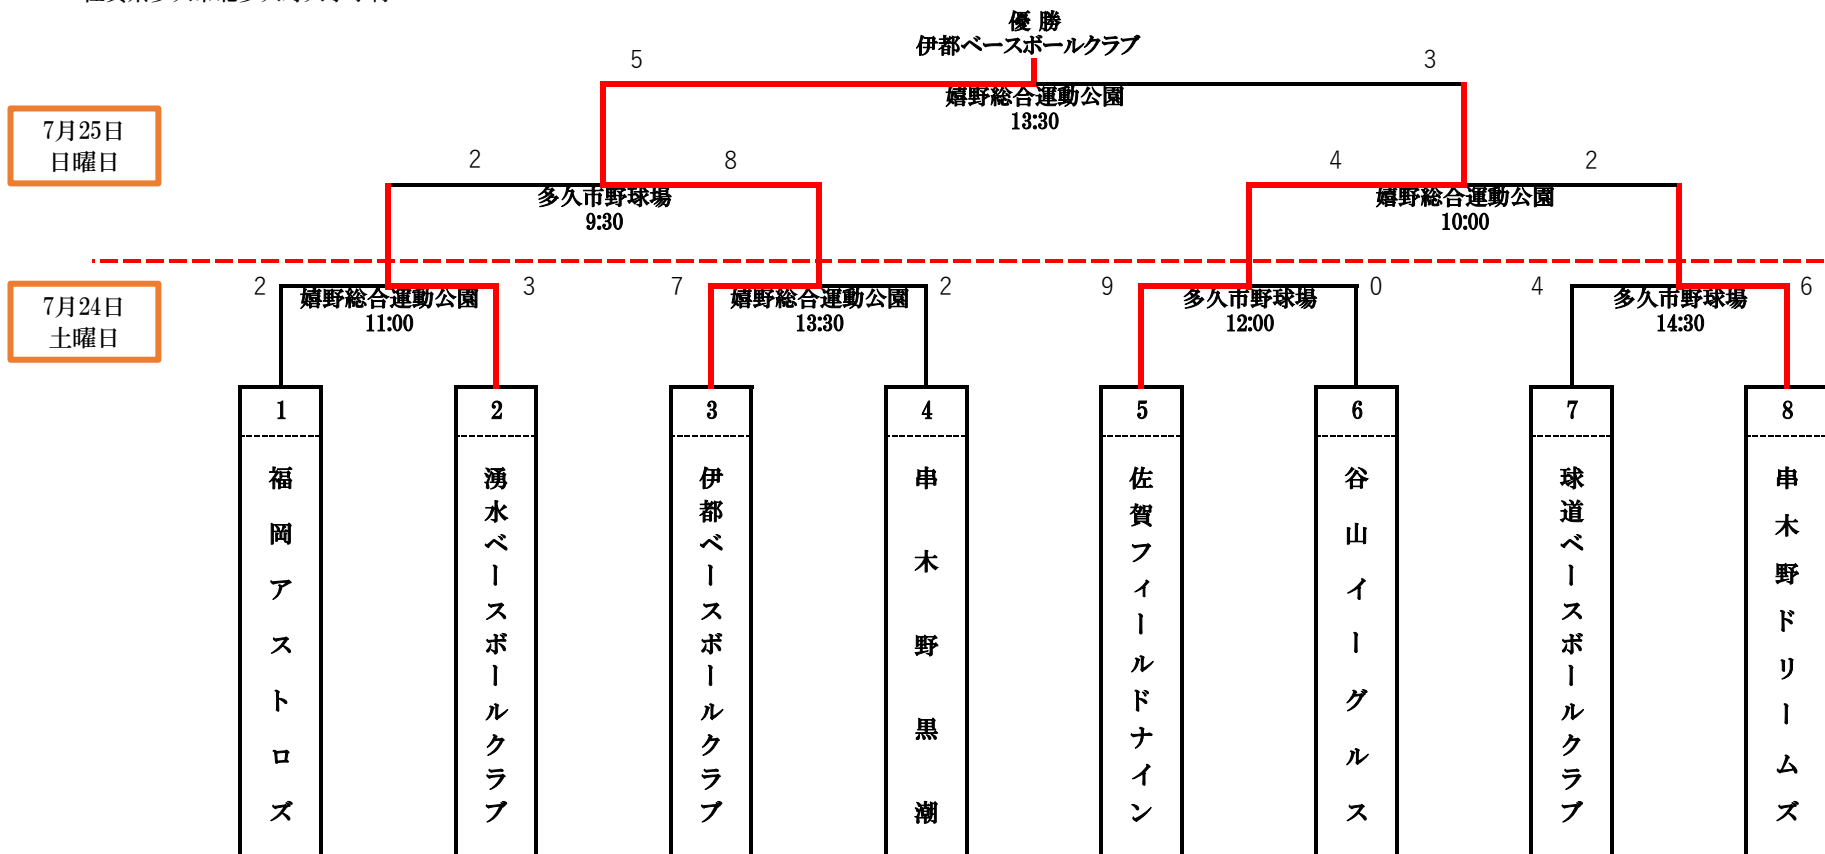 優 勝
伊都ベースボールクラブ
5
3
嬉野総合運動公園
13:30
7月25日
日曜日
2
8
4
2
多久市野球場
9:30
嬉野総合運動公園
10:00
7月24日
土曜日
2
3
7
2
9
0
4
6
嬉野総合運動公園
11:00
嬉野総合運動公園
13:30
多久市野球場
12:00
多久市野球場
14:30
1
福岡アストロズ
2
湧水ベースボールクラブ
3
伊都ベースボールクラブ
4
串木野黒潮
5
佐賀フィールドナイン
6
谷山イーグルス
7
球道ベースボールクラブ
8
串木野ドリームズ